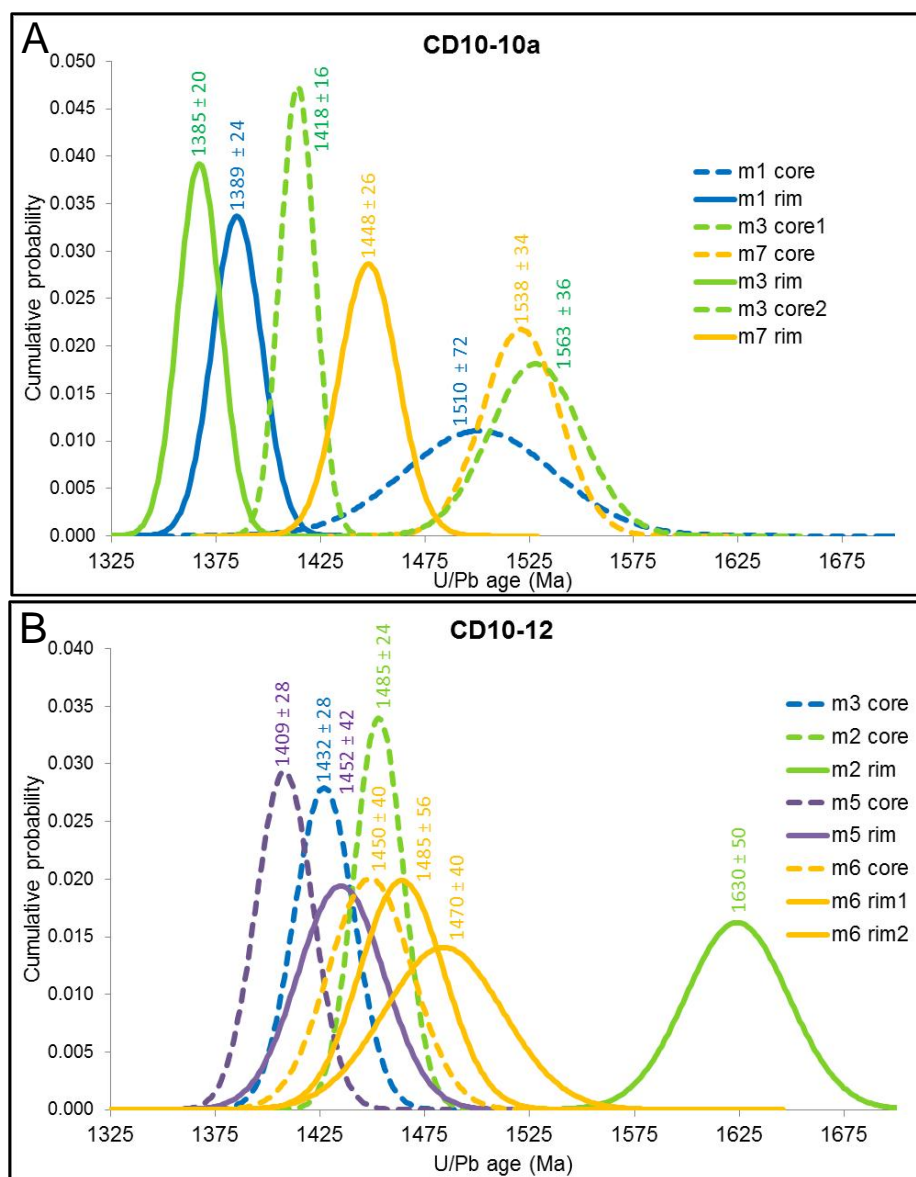 A
CD10-10a
Cumulative probability
0.050
0.045
0.040
0.035
0.030
0.025
0.020
0.015
0.010
0.005
0.000
1385 ± 20
1389 ± 24
1418 ± 16
1448 ± 26
1510 ± 72
1538 ± 34
1563 ± 36
m1 core
m1 rim
m3 core1
m7 core
m3 rim
m3 core2
m7 rim
1325 1375 1425 1475 1525 1575 1625 1675
U/Pb age (Ma)
B
CD10-12
Cumulative probability
0.040
0.035
0.030
0.025
0.020
0.015
0.010
0.005
0.000
1409 ± 28
1432 ± 28
1452 ± 42
1485 ± 24
1450 ± 40
1485 ± 56
1470 ± 40
1630 ± 50
m3 core
m2 core
m2 rim
m5 core
m5 rim
m6 core
m6 rim1
m6 rim2
1325 1375 1425 1475 1525 1575 1625 1675
U/Pb age (Ma)